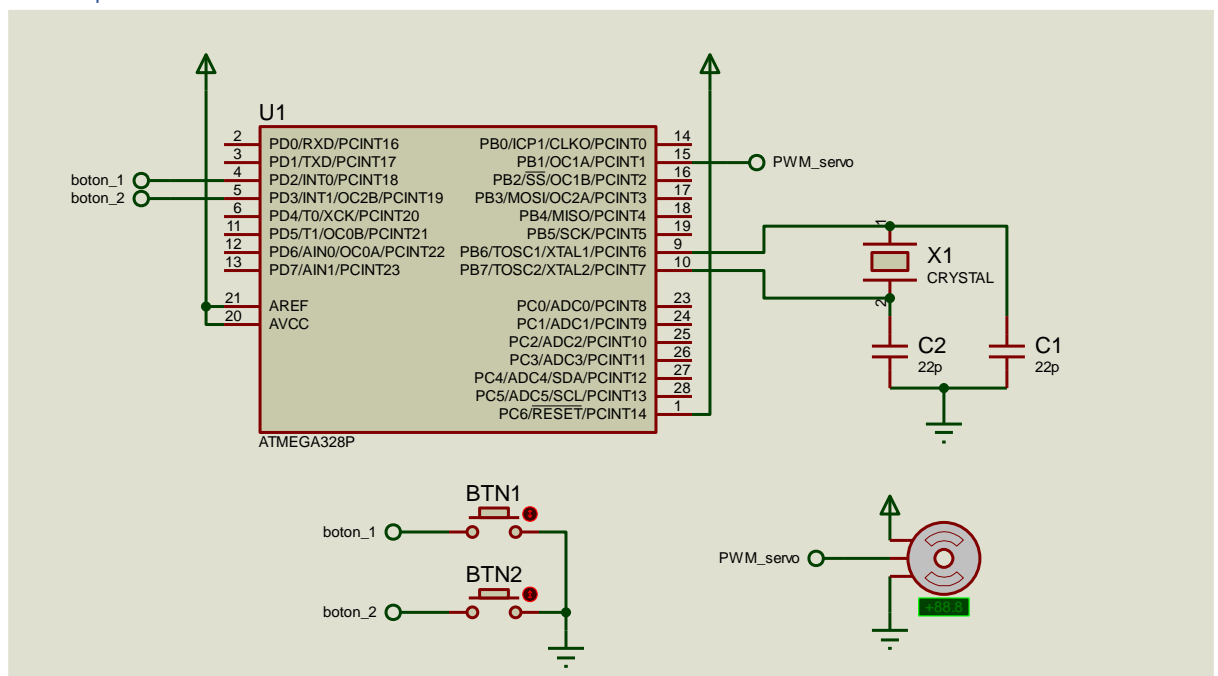 U1
2 PD0/RXD/PCINT16
3 PD1/TXD/PCINT17
boton_1 4 PD2/INT0/PCINT18
boton_2 5 PD3/INT1/OC2B/PCINT19
6 PD4/T0/XCK/PCINT20
11 PD5/T1/OC0B/PCINT21
12 PD6/AIN0/OC0A/PCINT22
13 PD7/AIN1/PCINT23
21 AREF
20 AVCC
PB0/ICP1/CLKO/PCINT0 14
PB1/OC1A/PCINT1 15 PWM_servo
PB2/SS/OC1B/PCINT2 16
PB3/MOSI/OC2A/PCINT3 17
PB4/MISO/PCINT4 18
PB5/SCK/PCINT5 19
PB6/TOSC1/XTAL1/PCINT6 9
PB7/TOSC2/XTAL2/PCINT7 10
PC0/ADC0/PCINT8 23
PC1/ADC1/PCINT9 24
PC2/ADC2/PCINT10 25
PC3/ADC3/PCINT11 26
PC4/ADC4/SDA/PCINT12 27
PC5/ADC5/SCL/PCINT13 28
PC6/RESET/PCINT14 1
ATMEGA328P
1
X1
CRYSTAL
2
C2
22p
C1
22p
BTN1
boton_1
BTN2
boton_2
PWM_servo
+88.8